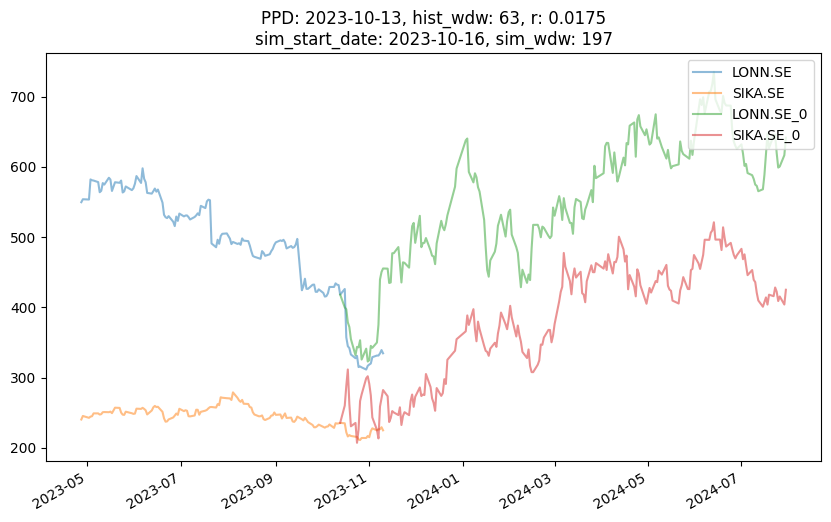 PPD: 2023-10-13, hist_wdw: 63, r: 0.0175
sim_start_date: 2023-10-16, sim_wdw: 197
LONN.SE
SIKA.SE
LONN.SE_0
SIKA.SE_0
700
600
500
400
300
200
2023-05
2023-07
2023-09
2023-11
2024-01
2024-03
2024-05
2024-07